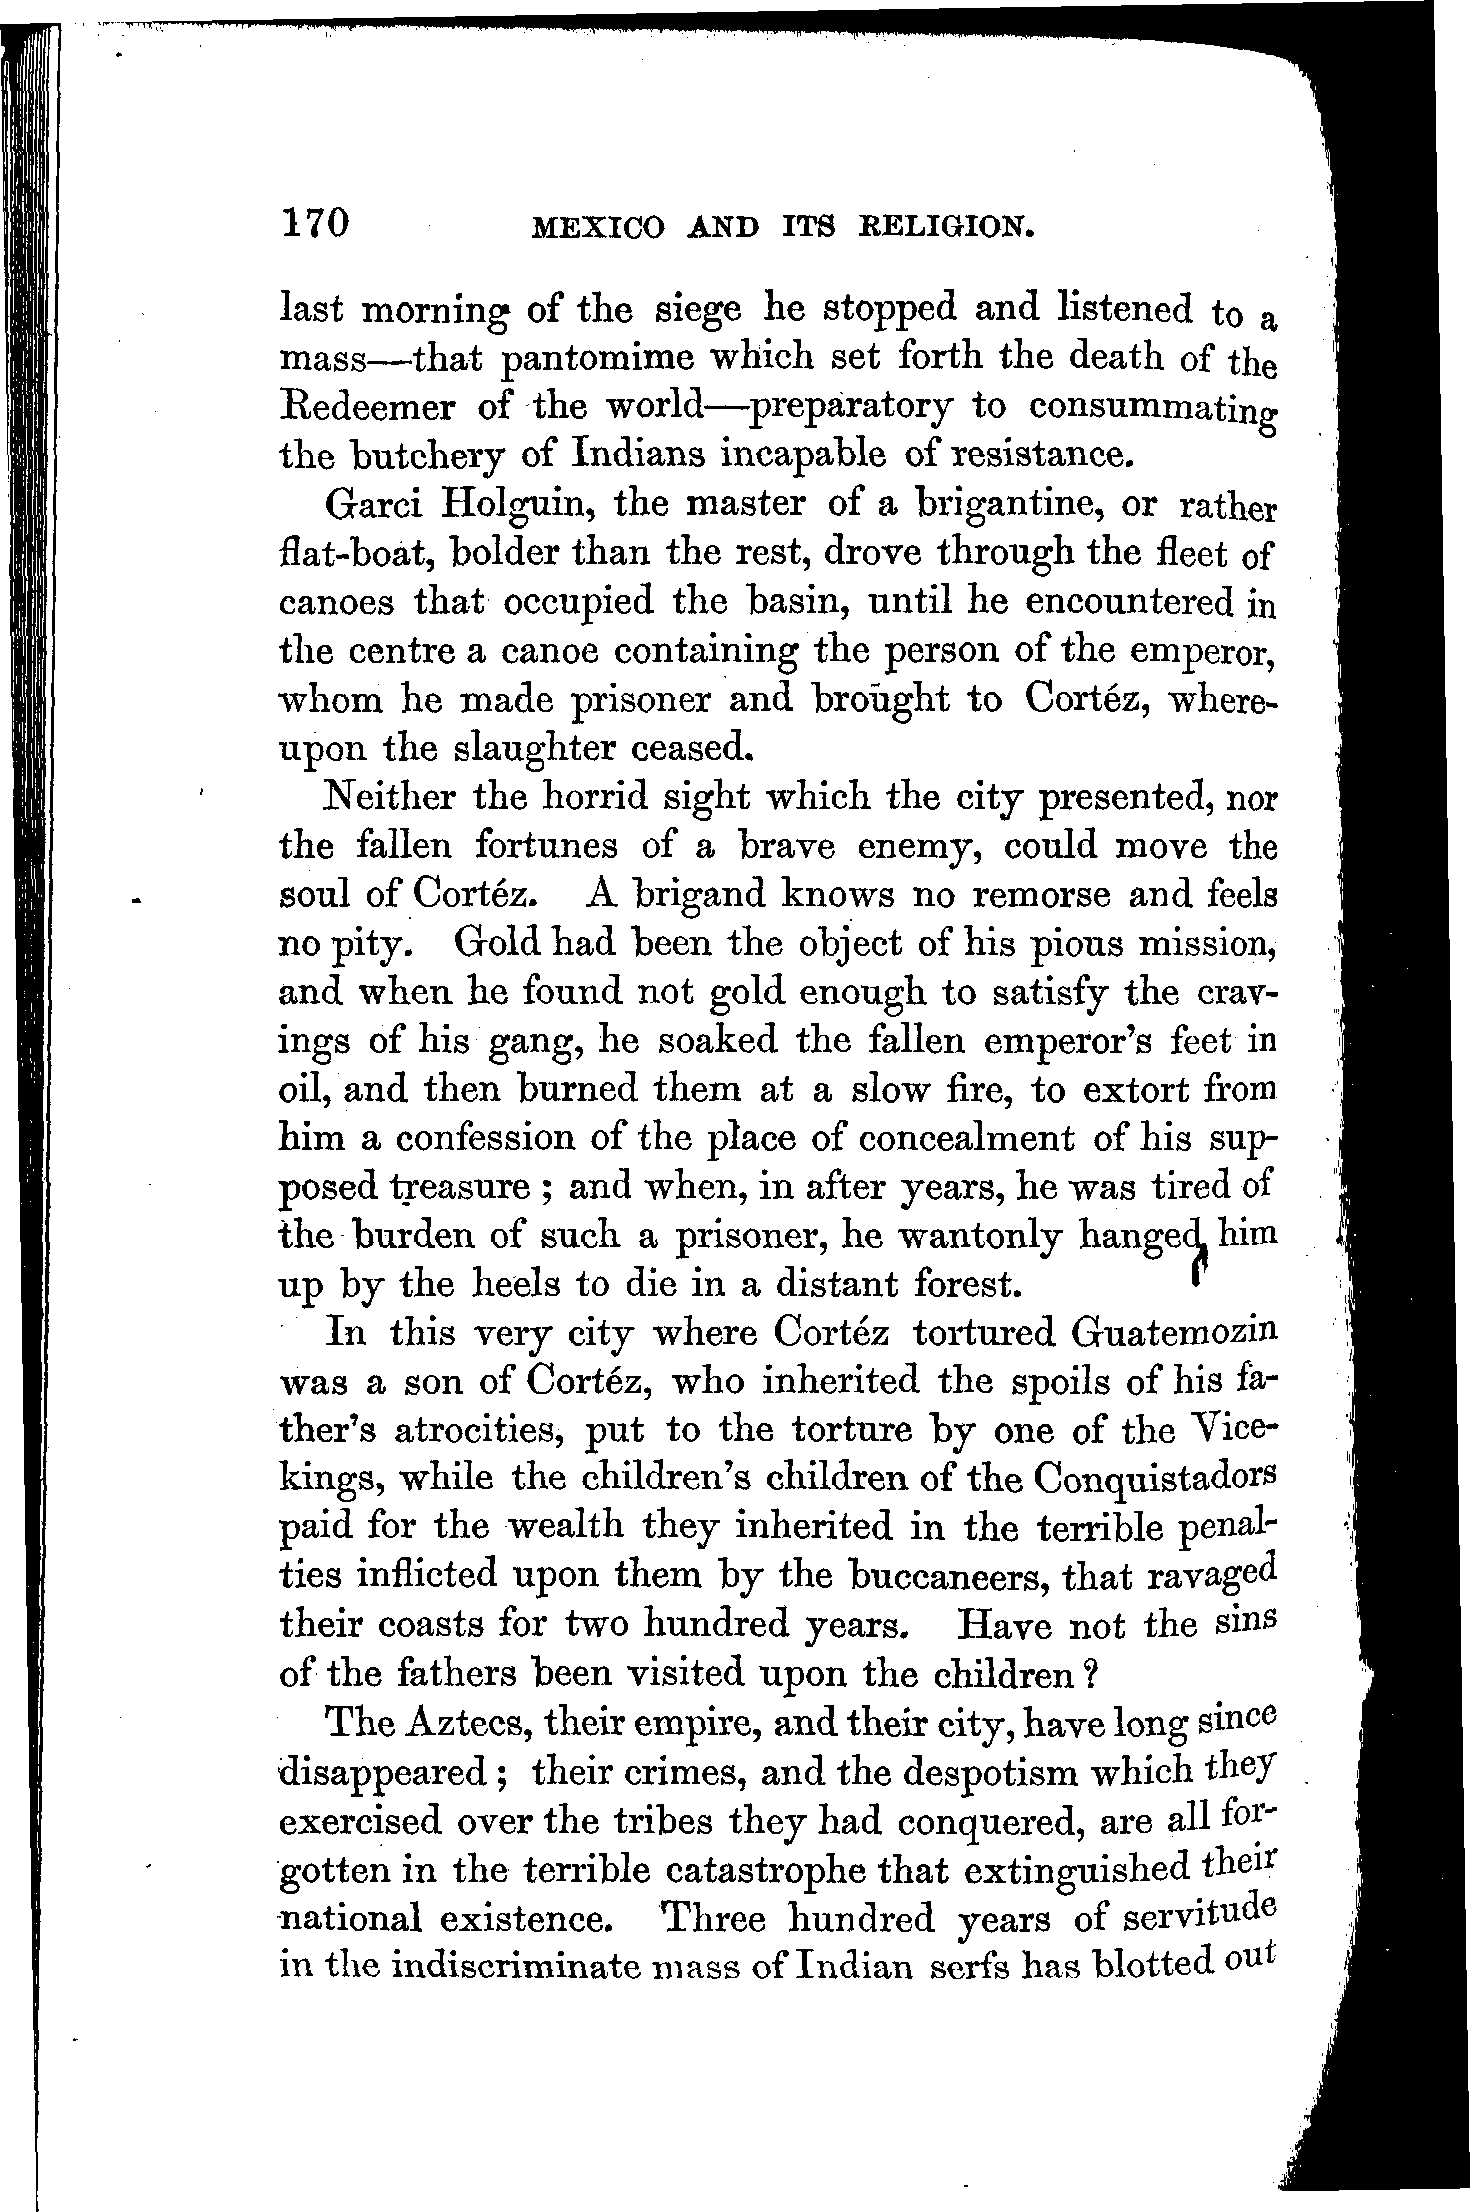 170 MEXICO AND ITS RELIGION.
last morning of the siege he stopped and listened to a
mass—that pantomime which set forth the death of the
Redeemer of the world—preparatory to consummating
the butchery of Indians incapable of resistance.
Garci Holguin, the master of a brigantine, or rather
flat-boat, bolder than the rest, drove through the fleet of
canoes that occupied the basin, until he encountered in
the centre a canoe containing the person of the emperor,
whom he made prisoner and brought to Cortéz, where-
upon the slaughter ceased.
Neither the horrid sight which the city presented, nor
the fallen fortunes of a brave enemy, could move the
soul of Cortéz. A brigand knows no remorse and feels
no pity. Gold had been the object of his pious mission,
and when he found not gold enough to satisfy the crav-
ings of his gang, he soaked the fallen emperor's feet in
oil, and then burned them at a slow fire, to extort from
him a confession of the place of concealment of his sup-
posed treasure ; and when, in after years, he was tired of
the burden of such a prisoner, he wantonly hanged him
up by the heels to die in a distant forest.
In this very city where Cortéz tortured Guatemozin
was a son of Cortéz, who inherited the spoils of his fa-
ther's atrocities, put to the torture by one of the Vice-
kings, while the children's children of the Conquistadors
paid for the wealth they inherited in the terrible penal-
ties inflicted upon them by the buccaneers, that ravaged
their coasts for two hundred years. Have not the sins
of the fathers been visited upon the children ?
The Aztecs, their empire, and their city, have long since
disappeared ; their crimes, and the despotism which they
exercised over the tribes they had conquered, are all for-
gotten in the terrible catastrophe that extinguished their
national existence. Three hundred years of servitude
in the indiscriminate mass of Indian serfs has blotted out